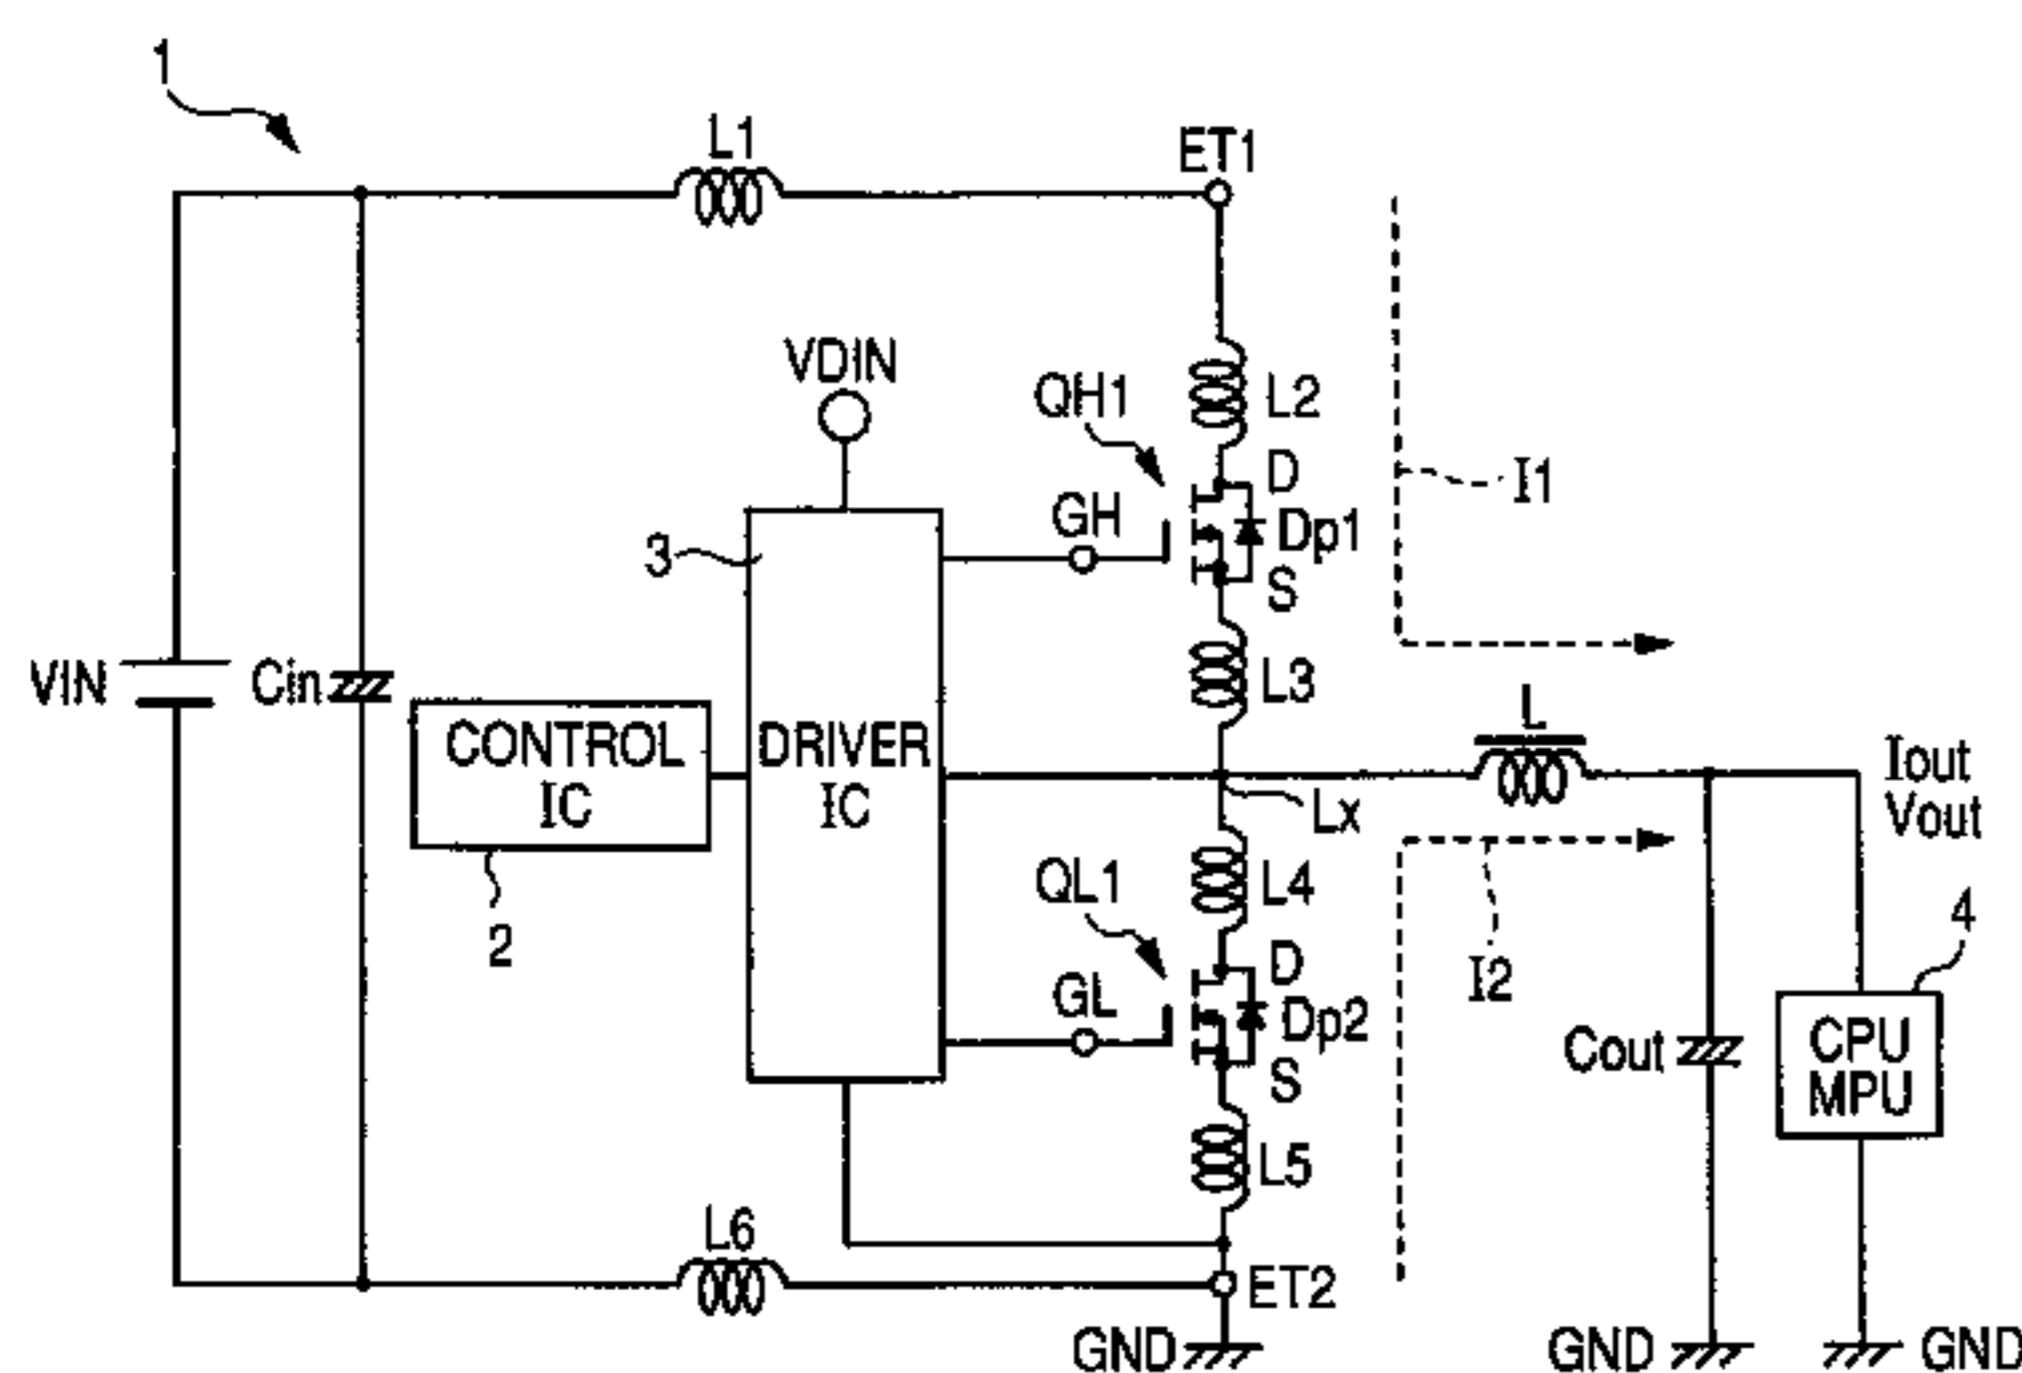 1
L1
ET1
VDIN
QH1
L2
D
I1
GH
Dp1
3
S
VIN
Cin
L3
L
CONTROL
IC
DRIVER
IC
Iout
Vout
Lx
QL1
L4
4
2
D
I2
GL
Dp2
Cout
CPU
MPU
S
L5
L6
ET2
GND
GND
GND